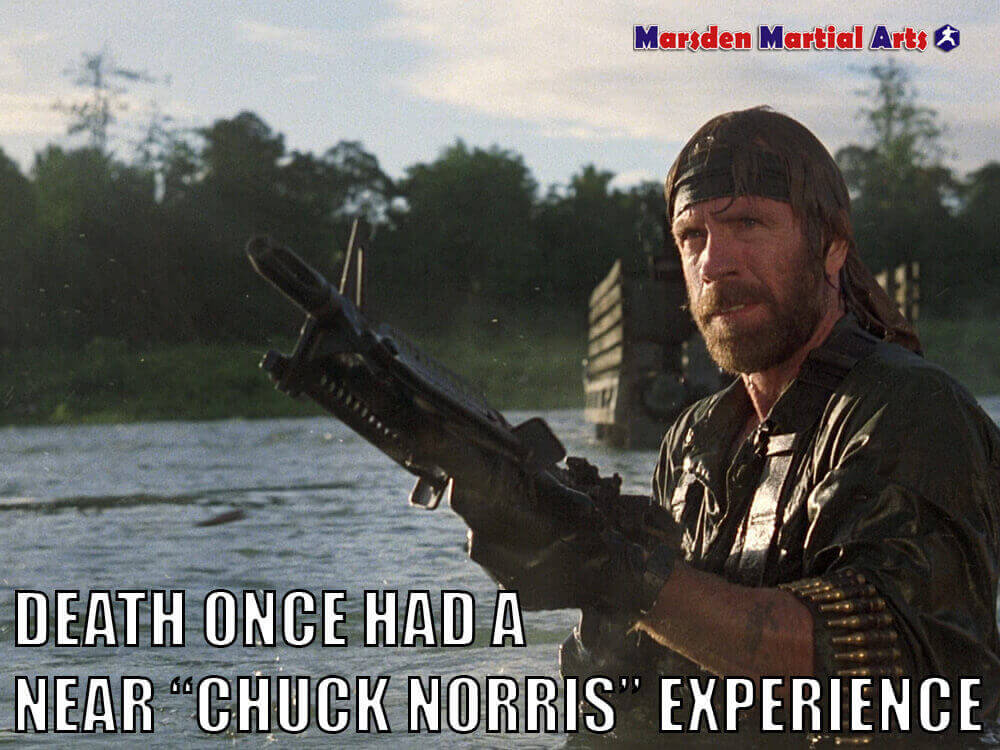 Marsden Martial Arts
DEATH ONCE HAD A
NEAR “CHUCK NORRIS” EXPERIENCE